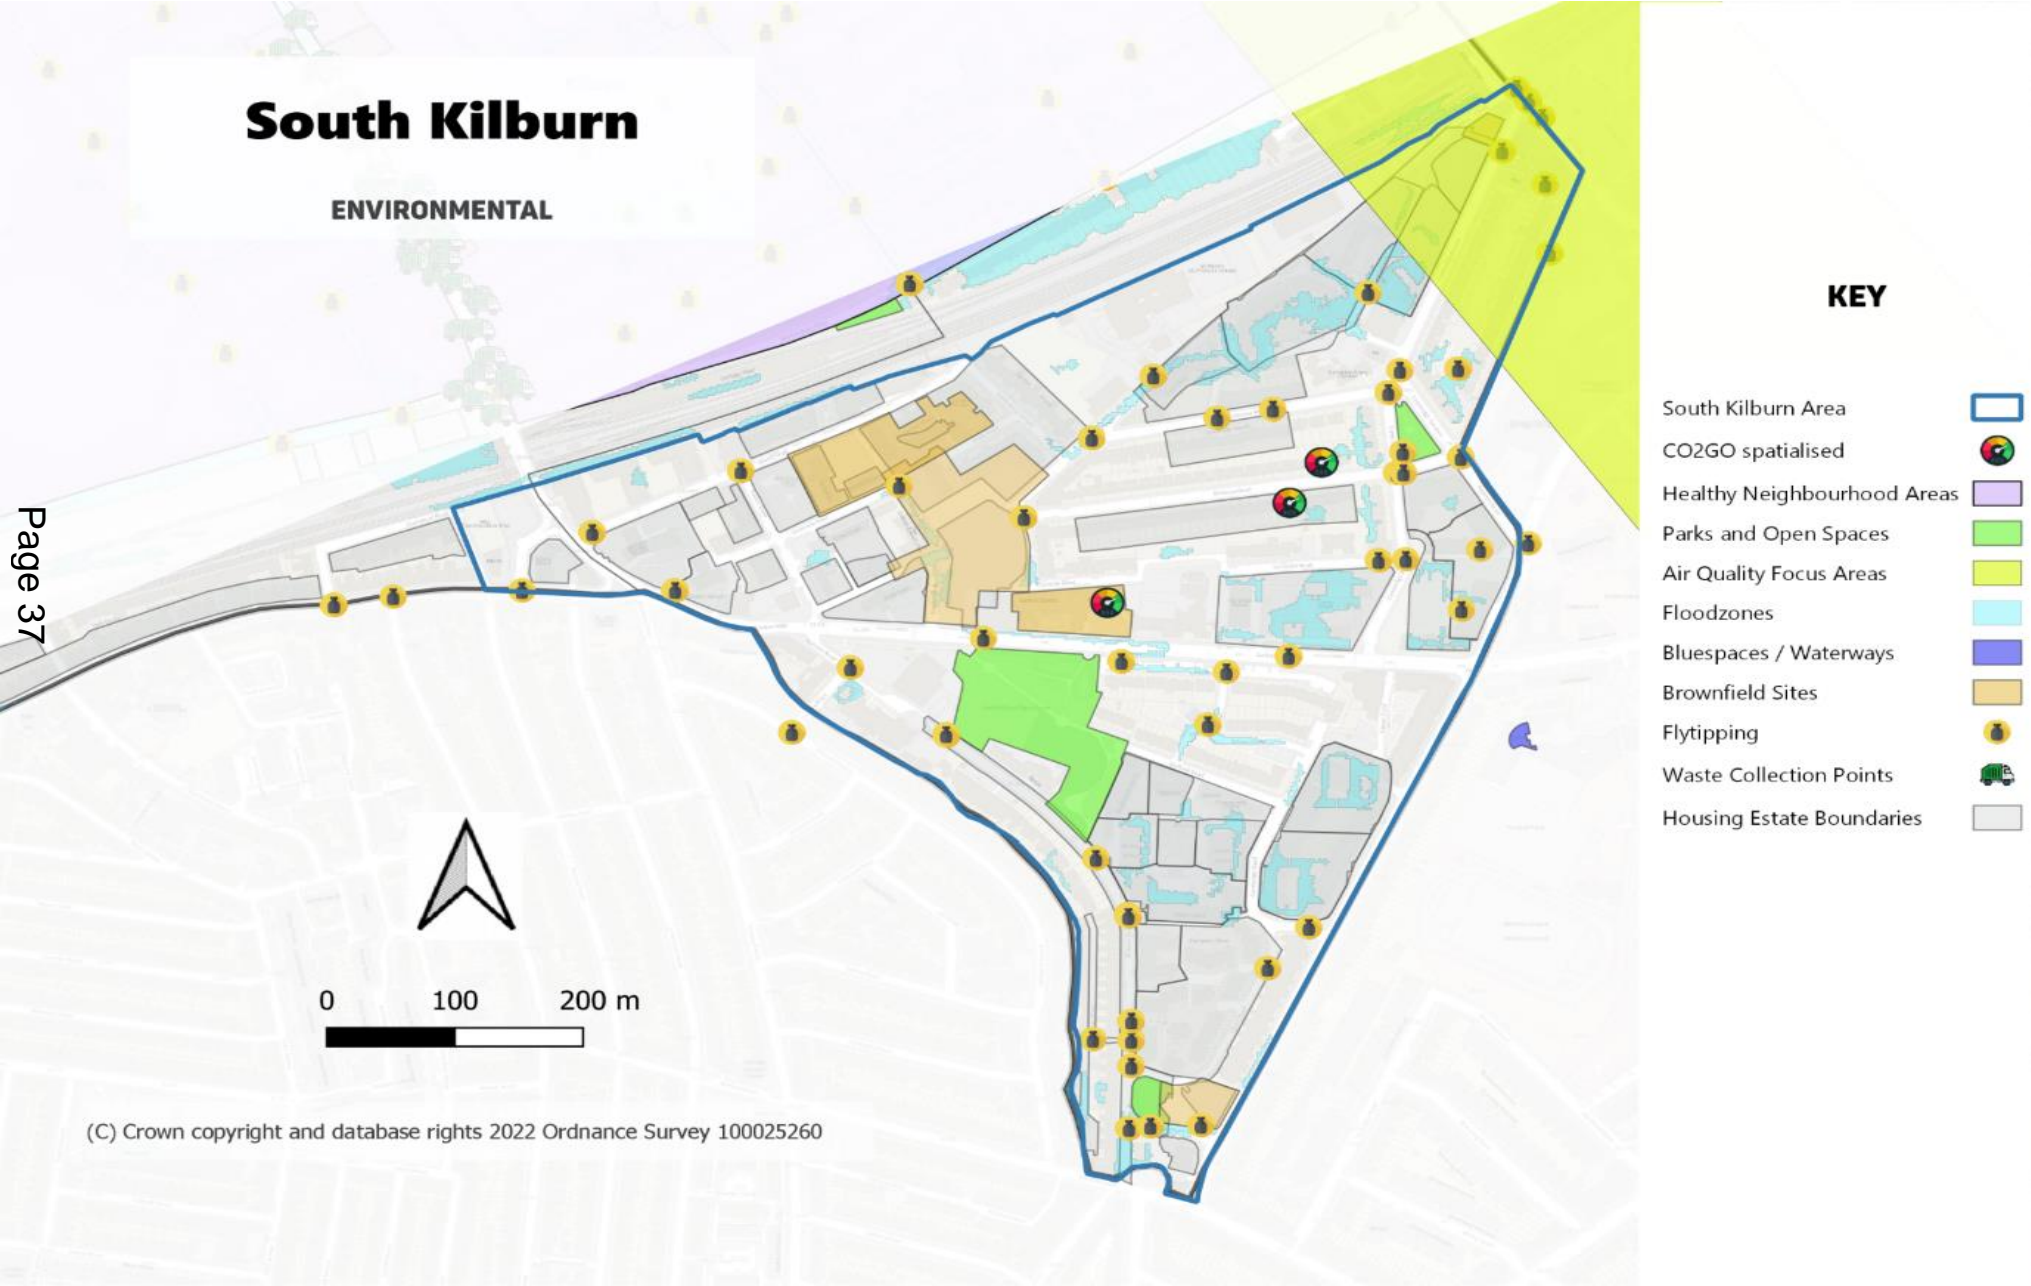 South Kilburn
ENVIRONMENTAL
Page 37
0 100 200 m
(C) Crown copyright and database rights 2022 Ordnance Survey 100025260
KEY
South Kilburn Area
CO2GO spatialised
Healthy Neighbourhood Areas
Parks and Open Spaces
Air Quality Focus Areas
Floodzones
Bluespaces / Waterways
Brownfield Sites
Flytipping
Waste Collection Points
Housing Estate Boundaries